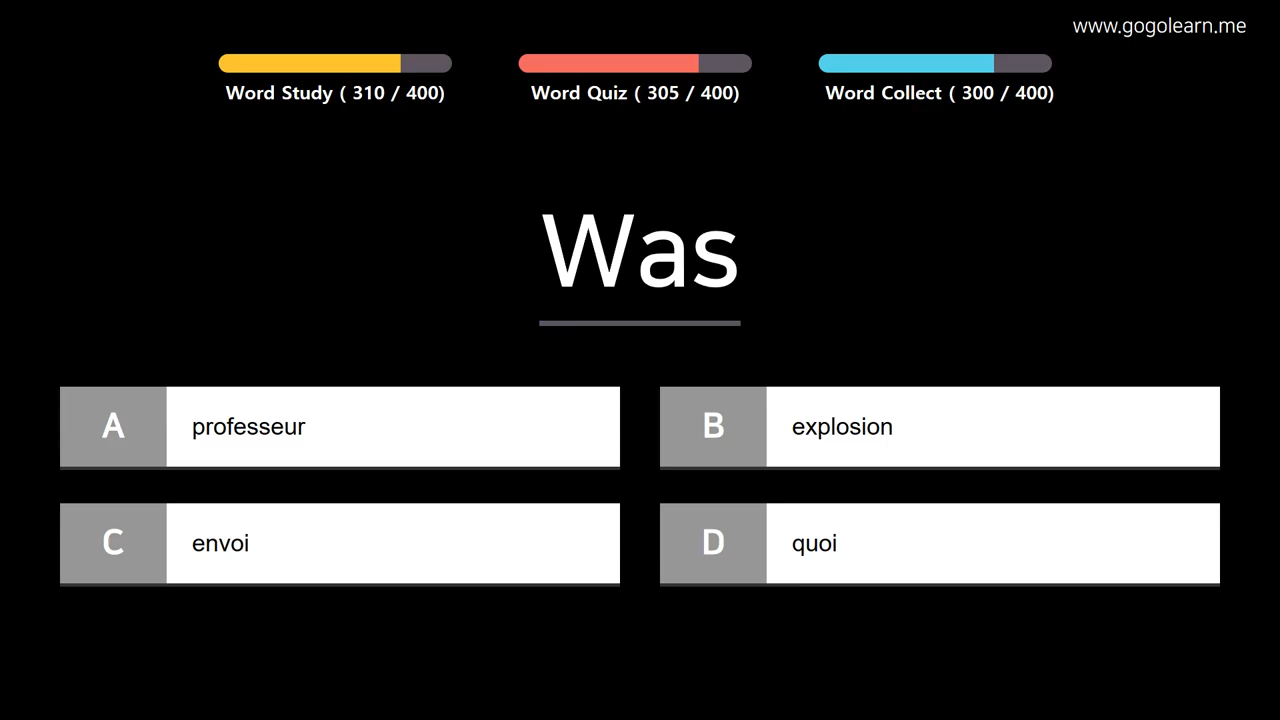 www.gogolearn.me
Word Study ( 310 / 400)
Word Quiz ( 305 / 400)
Word Collect ( 300 / 400)
Was
A professeur
B explosion
C envoi
D quoi